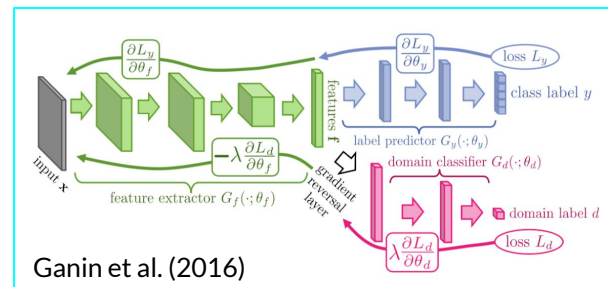 ∂L_y/∂θ_f
∂L_y/∂θ_y
loss L_y
input x
features f
class label y
label predictor G_y(·; θ_y)
−λ ∂L_d/∂θ_f
feature extractor G_f(·; θ_f)
gradient
reversal
layer
domain classifier G_d(·; θ_d)
domain label d
λ ∂L_d/∂θ_d
loss L_d
Ganin et al. (2016)